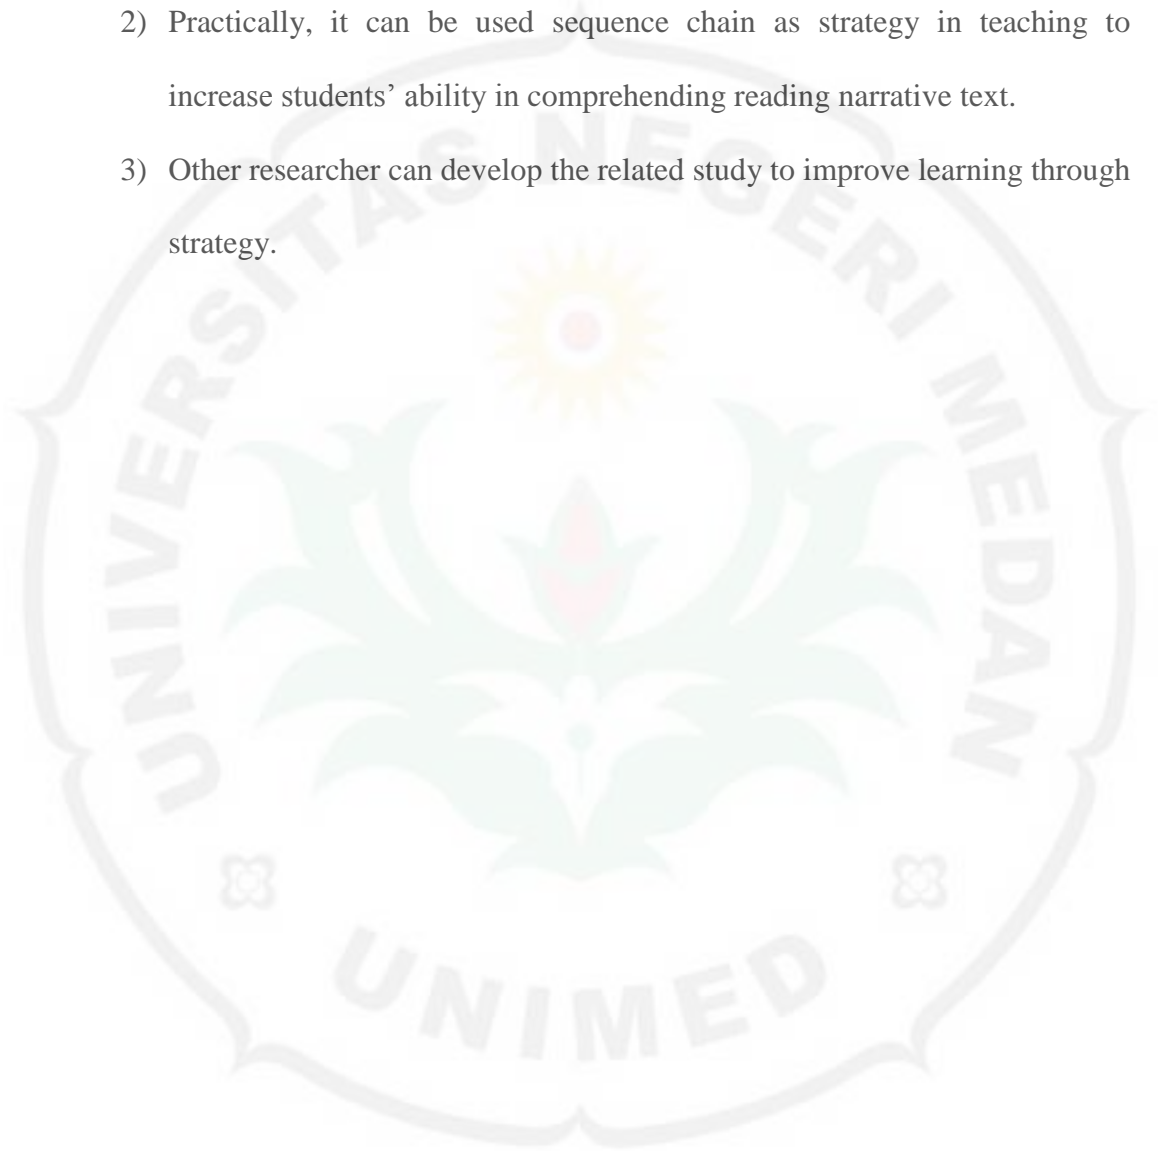 2) Practically, it can be used sequence chain as strategy in teaching to
increase students’ ability in comprehending reading narrative text.
3) Other researcher can develop the related study to improve learning through
strategy.
UNIVERSITAS NEGERI MEDAN
UNIMED